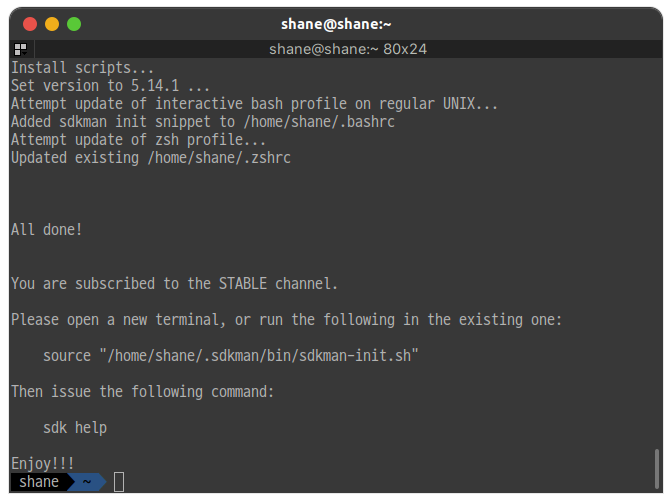 shane@shane:~
shane@shane:~ 80x24
Install scripts...
Set version to 5.14.1 ...
Attempt update of interactive bash profile on regular UNIX...
Added sdkman init snippet to /home/shane/.bashrc
Attempt update of zsh profile...
Updated existing /home/shane/.zshrc
All done!
You are subscribed to the STABLE channel.
Please open a new terminal, or run the following in the existing one:
source "/home/shane/.sdkman/bin/sdkman-init.sh"
Then issue the following command:
sdk help
Enjoy!!!
shane ~